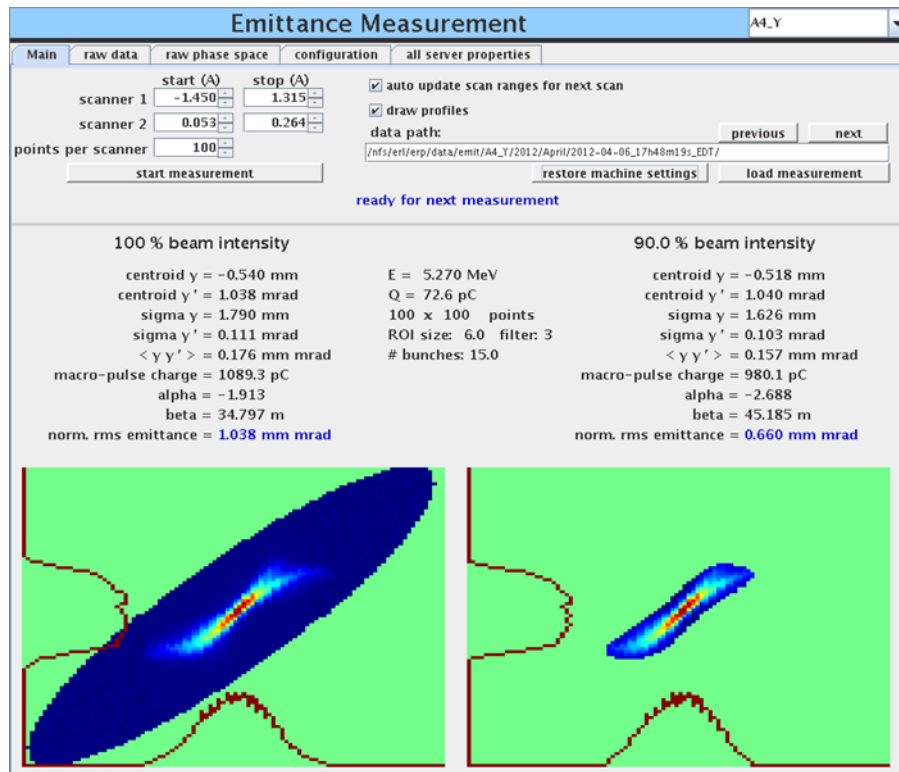 Emittance Measurement A4_Y
Main raw data raw phase space configuration all server properties
start (A) stop (A)
scanner 1 -1.450 1.315
scanner 2 0.053 0.264
points per scanner 100
start measurement
auto update scan ranges for next scan
draw profiles
data path: previous next
/nfs/erl/erp/data/emit/A4_Y/2012/April/2012-04-06_17h48m19s_EDT/
restore machine settings load measurement
ready for next measurement
100 % beam intensity
centroid y = -0.540 mm
centroid y ' = 1.038 mrad
sigma y = 1.790 mm
sigma y ' = 0.111 mrad
< y y ' > = 0.176 mm mrad
macro-pulse charge = 1089.3 pC
alpha = -1.913
beta = 34.797 m
norm. rms emittance = 1.038 mm mrad
E = 5.270 MeV
Q = 72.6 pC
100 x 100 points
ROI size: 6.0 filter: 3
# bunches: 15.0
90.0 % beam intensity
centroid y = -0.518 mm
centroid y ' = 1.040 mrad
sigma y = 1.626 mm
sigma y ' = 0.103 mrad
< y y ' > = 0.157 mm mrad
macro-pulse charge = 980.1 pC
alpha = -2.688
beta = 45.185 m
norm. rms emittance = 0.660 mm mrad